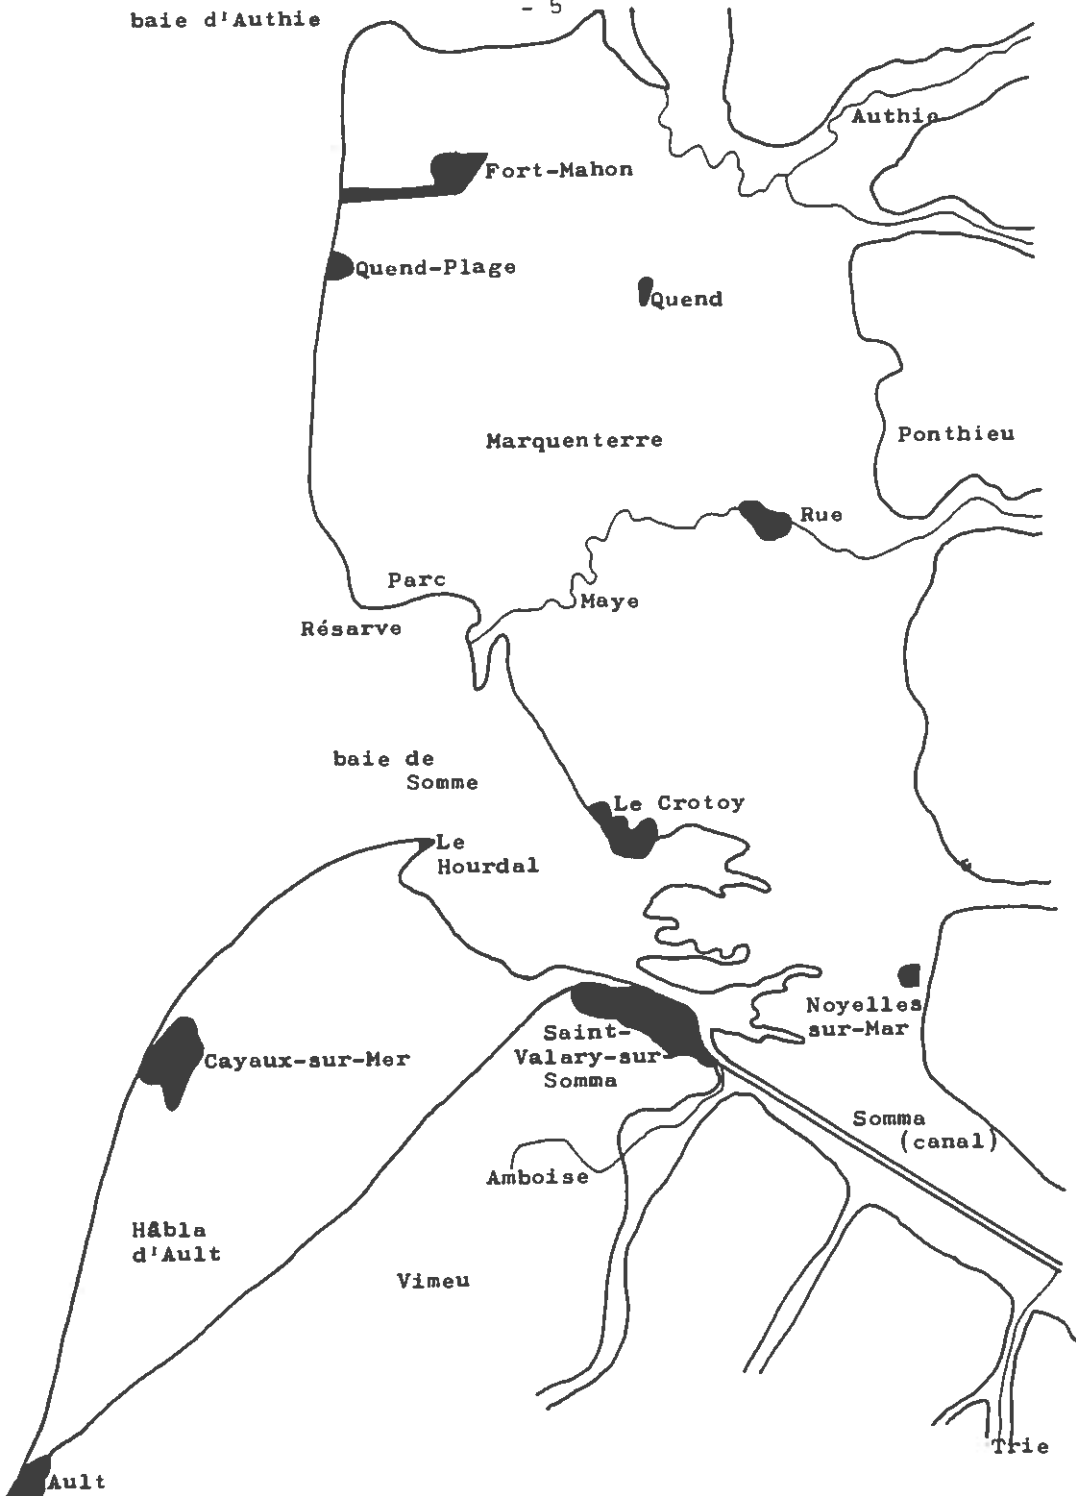 baie d'Authie
- 5
Authie
Fort-Mahon
Quend-Plage
Quend
Marquenterre
Ponthieu
Rue
Parc
Maye
Résarve
baie de
Somme
Le Crotoy
Le
Hourdal
Noyelles
sur-Mar
Saint-
Valary-sur-
Somma
Cayaux-sur-Mer
Somma
(canal)
Amboise
Hâbla
d'Ault
Vimeu
Trie
Ault